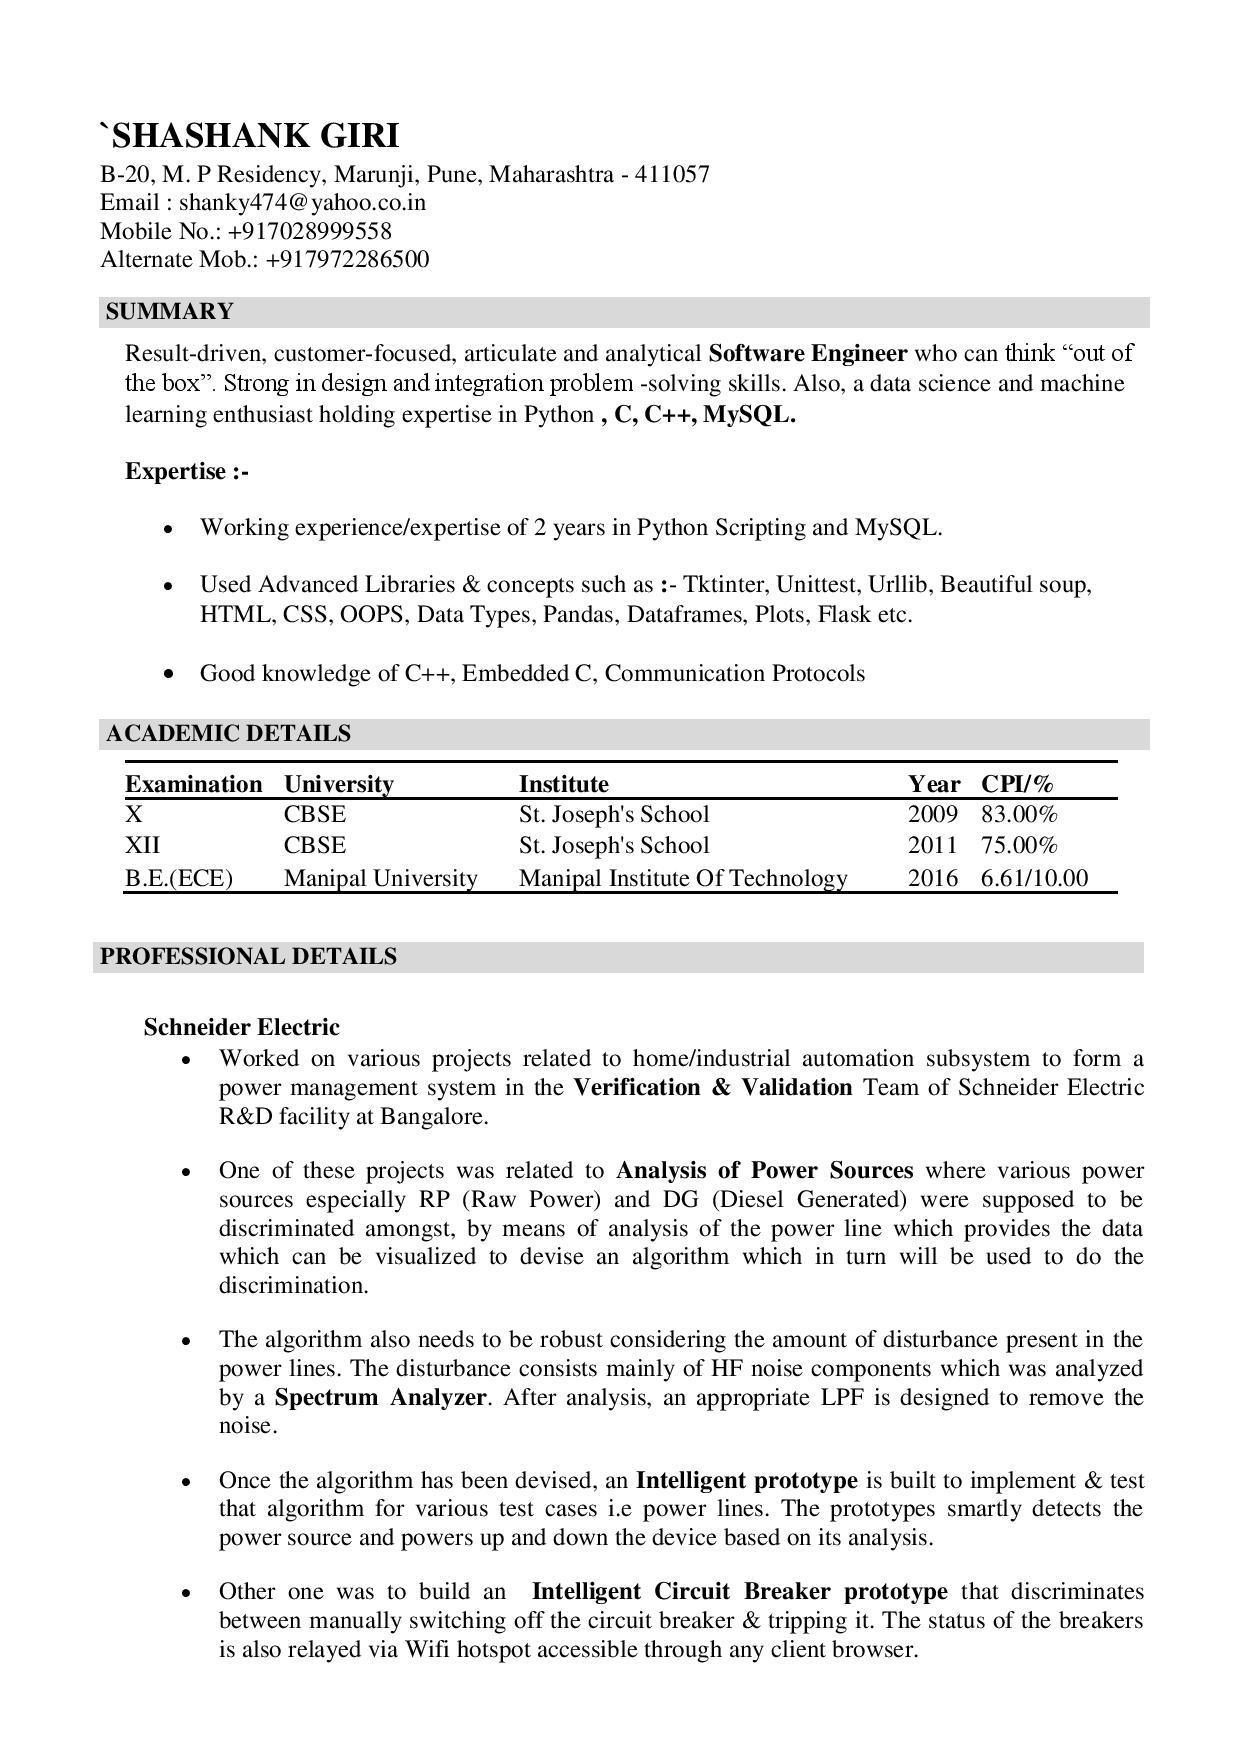 `SHASHANK GIRI
B-20, M. P Residency, Marunji, Pune, Maharashtra - 411057
Email : shanky474@yahoo.co.in
Mobile No.: +917028999558
Alternate Mob.: +917972286500
SUMMARY
Result-driven, customer-focused, articulate and analytical Software Engineer who can think “out of
the box”. Strong in design and integration problem -solving skills. Also, a data science and machine
learning enthusiast holding expertise in Python , C, C++, MySQL.
Expertise :-
• Working experience/expertise of 2 years in Python Scripting and MySQL.
• Used Advanced Libraries & concepts such as :- Tktinter, Unittest, Urllib, Beautiful soup,
HTML, CSS, OOPS, Data Types, Pandas, Dataframes, Plots, Flask etc.
• Good knowledge of C++, Embedded C, Communication Protocols
ACADEMIC DETAILS
Examination University Institute Year CPI/%
X CBSE St. Joseph's School 2009 83.00%
XII CBSE St. Joseph's School 2011 75.00%
B.E.(ECE) Manipal University Manipal Institute Of Technology 2016 6.61/10.00
PROFESSIONAL DETAILS
Schneider Electric
• Worked on various projects related to home/industrial automation subsystem to form a
power management system in the Verification & Validation Team of Schneider Electric
R&D facility at Bangalore.
• One of these projects was related to Analysis of Power Sources where various power
sources especially RP (Raw Power) and DG (Diesel Generated) were supposed to be
discriminated amongst, by means of analysis of the power line which provides the data
which can be visualized to devise an algorithm which in turn will be used to do the
discrimination.
• The algorithm also needs to be robust considering the amount of disturbance present in the
power lines. The disturbance consists mainly of HF noise components which was analyzed
by a Spectrum Analyzer. After analysis, an appropriate LPF is designed to remove the
noise.
• Once the algorithm has been devised, an Intelligent prototype is built to implement & test
that algorithm for various test cases i.e power lines. The prototypes smartly detects the
power source and powers up and down the device based on its analysis.
• Other one was to build an Intelligent Circuit Breaker prototype that discriminates
between manually switching off the circuit breaker & tripping it. The status of the breakers
is also relayed via Wifi hotspot accessible through any client browser.